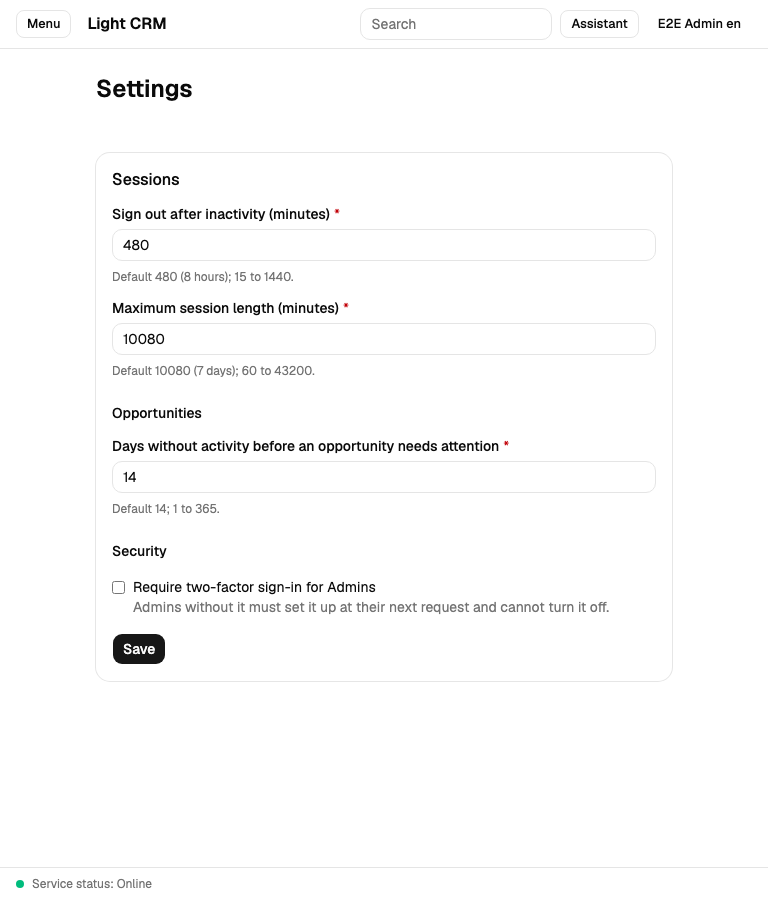 Menu
Light CRM
Search
Assistant
E2E Admin en
Settings
Sessions
Sign out after inactivity (minutes) *
480
Default 480 (8 hours); 15 to 1440.
Maximum session length (minutes) *
10080
Default 10080 (7 days); 60 to 43200.
Opportunities
Days without activity before an opportunity needs attention *
14
Default 14; 1 to 365.
Security
Require two-factor sign-in for Admins
Admins without it must set it up at their next request and cannot turn it off.
Save
Service status: Online